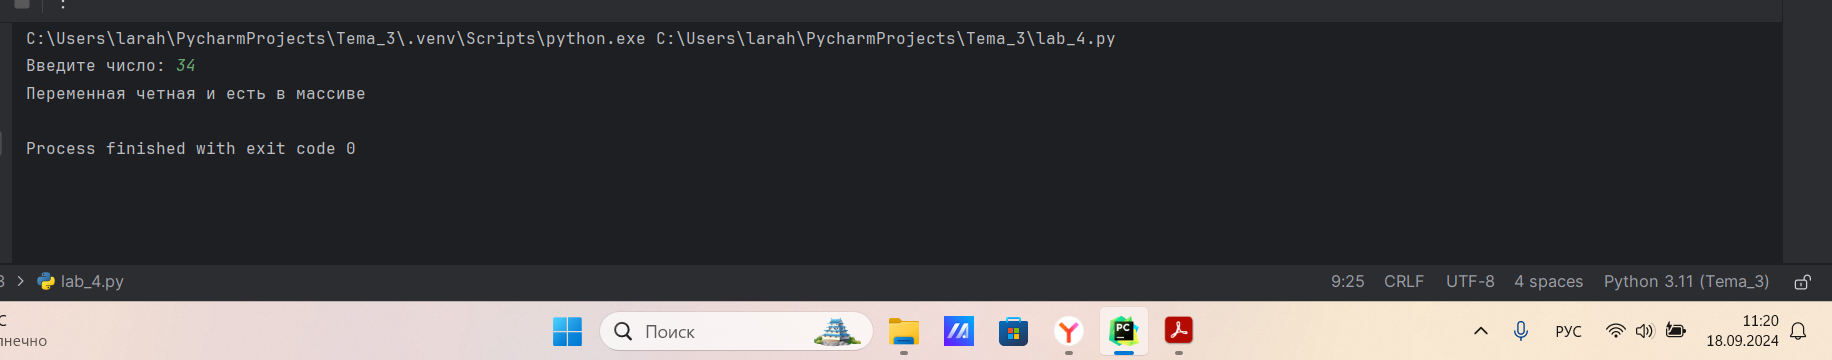 C:\Users\larah\PycharmProjects\Tema_3\.venv\Scripts\python.exe C:\Users\larah\PycharmProjects\Tema_3\lab_4.py
Введите число: 34
Переменная четная и есть в массиве
Process finished with exit code 0
lab_4.py 9:25 CRLF UTF-8 4 spaces Python 3.11 (Tema_3)
Поиск PC РУС 11:20
18.09.2024